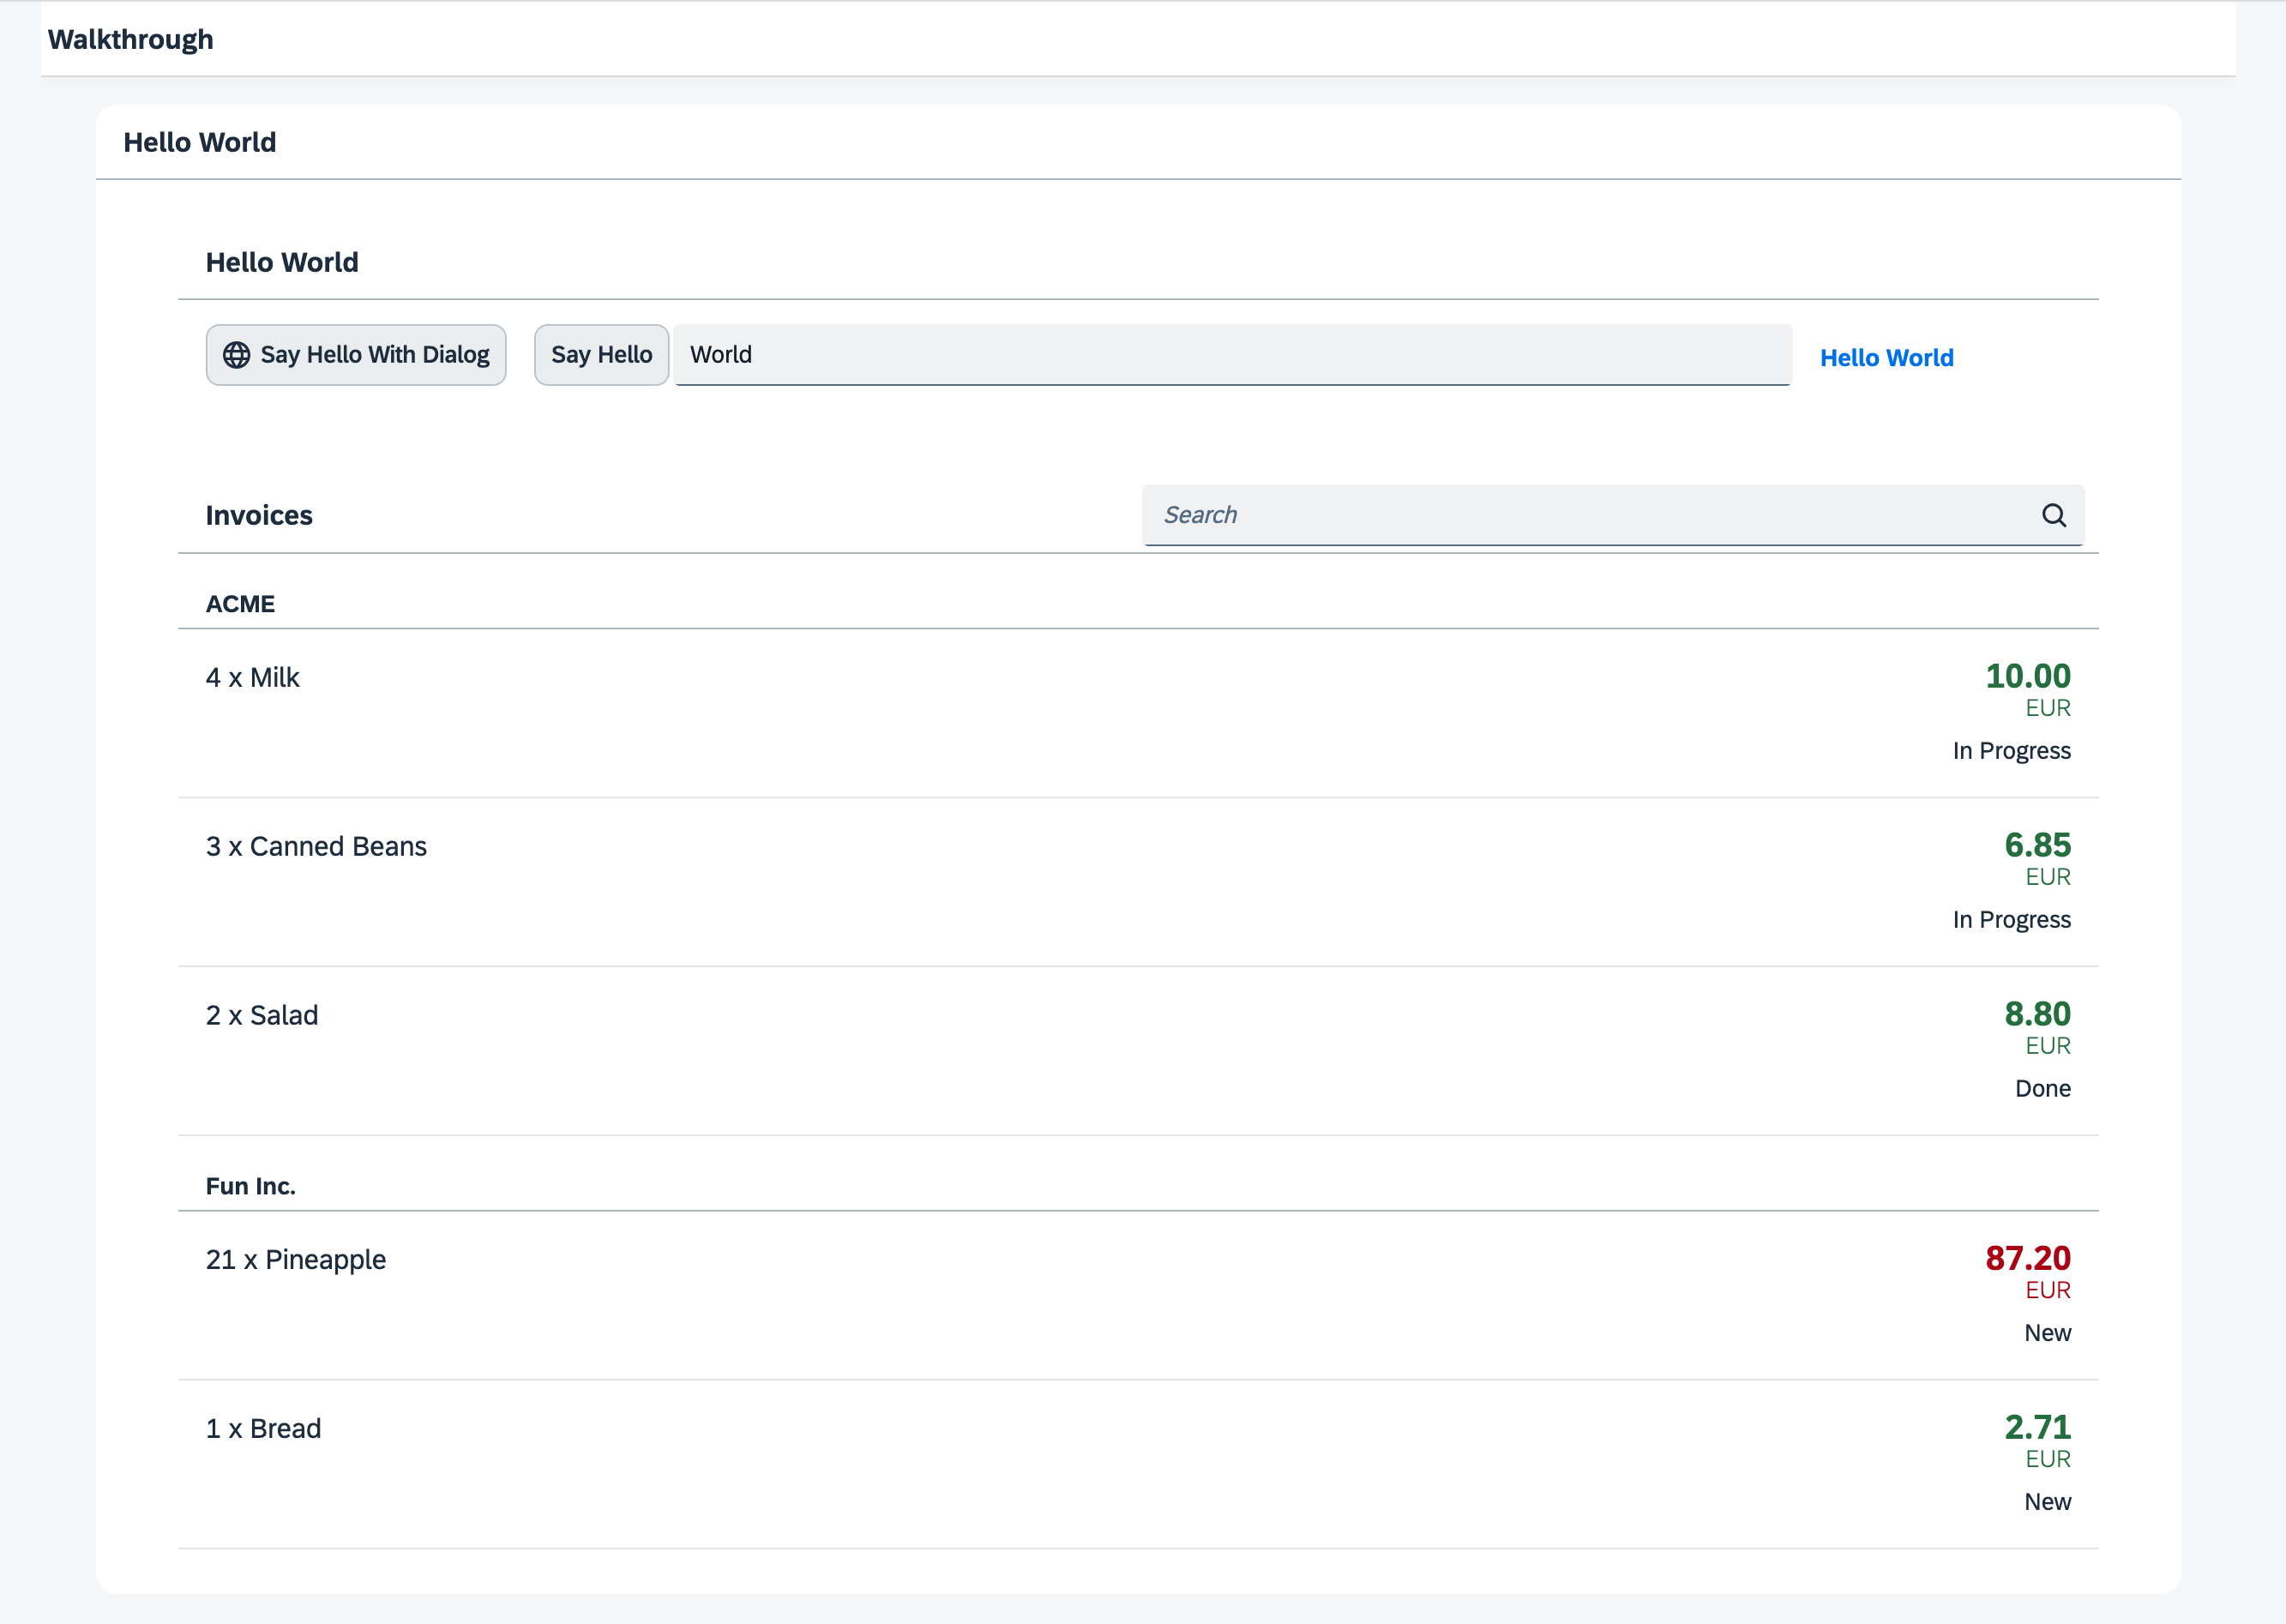 Walkthrough
Hello World
Hello World
Say Hello With Dialog Say Hello World Hello World
Invoices Search
ACME
4 x Milk 10.00
EUR
In Progress
3 x Canned Beans 6.85
EUR
In Progress
2 x Salad 8.80
EUR
Done
Fun Inc.
21 x Pineapple 87.20
EUR
New
1 x Bread 2.71
EUR
New